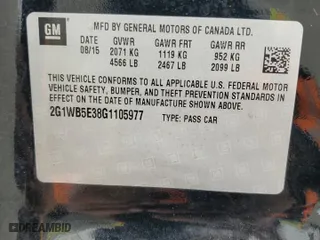 GM
MFD BY GENERAL MOTORS OF CANADA LTD.
DATE GVWR GAWR FRT GAWR RR
08/15 2071 KG 1119 KG 952 KG
4566 LB 2467 LB 2099 LB
THIS VEHICLE CONFORMS TO ALL APPLICABLE U.S. FEDERAL MOTOR
VEHICLE SAFETY, BUMPER, AND THEFT PREVENTION STANDARDS IN
EFFECT ON THE DATE OF MANUFACTURE SHOWN ABOVE.
2G1WB5E38G1105977 TYPE: PASS CAR
DREAMBID